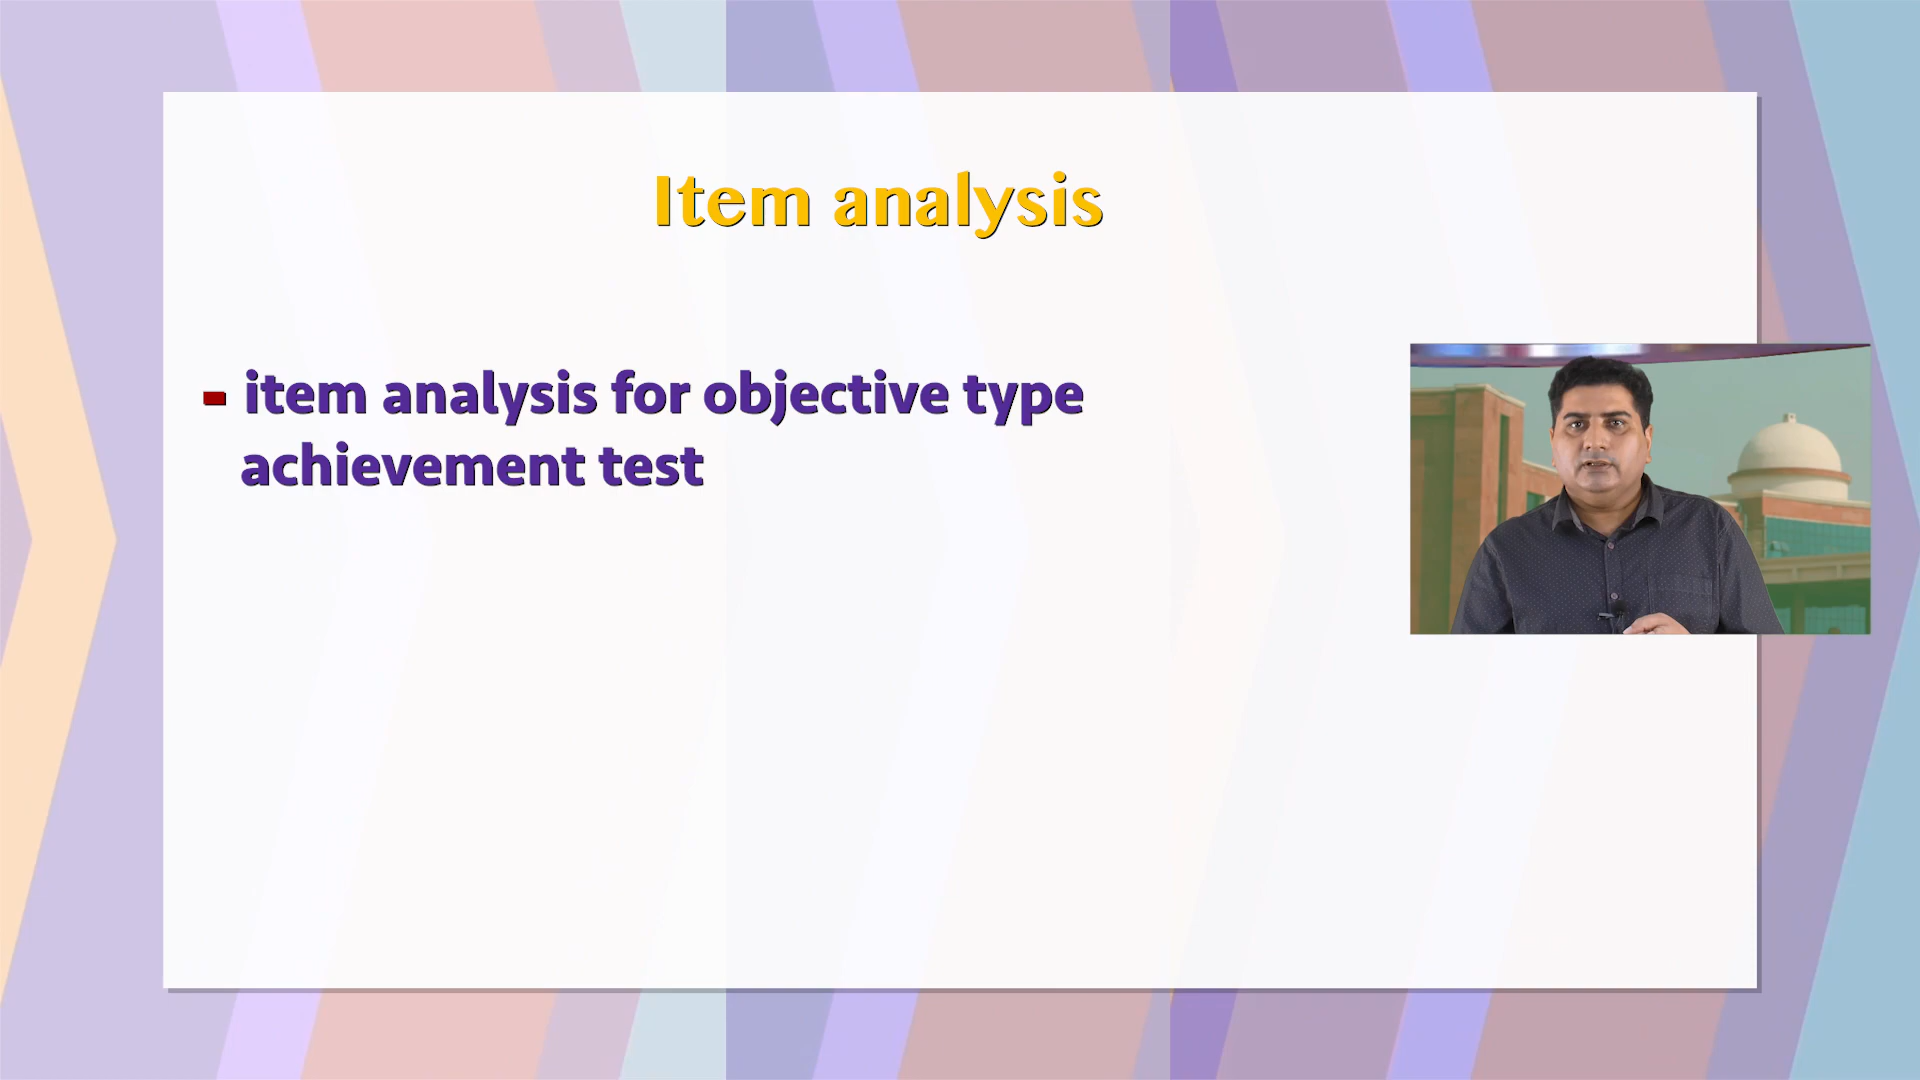 Item analysis
- item analysis for objective type
achievement test